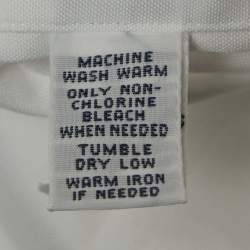 MACHINE
WASH WARM
ONLY NON-
CHLORINE
BLEACH
WHEN NEEDED
TUMBLE
DRY LOW
WARM IRON
IF NEEDED